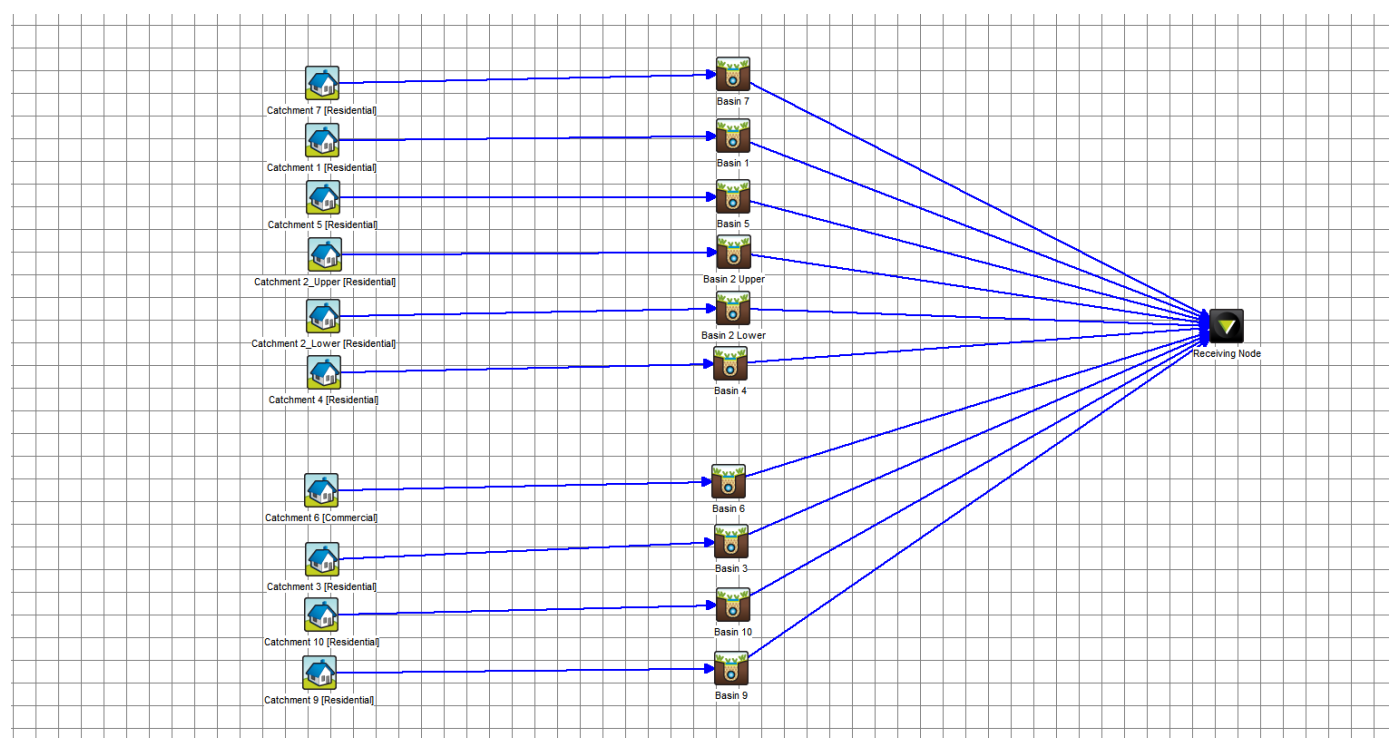 Catchment 7 [Residential]
Basin 7
Catchment 1 [Residential]
Basin 1
Catchment 5 [Residential]
Basin 5
Catchment 2_Upper [Residential]
Basin 2 Upper
Catchment 2_Lower [Residential]
Basin 2 Lower
Receiving Node
Catchment 4 [Residential]
Basin 4
Catchment 6 [Commercial]
Basin 6
Catchment 3 [Residential]
Basin 3
Catchment 10 [Residential]
Basin 10
Catchment 9 [Residential]
Basin 9